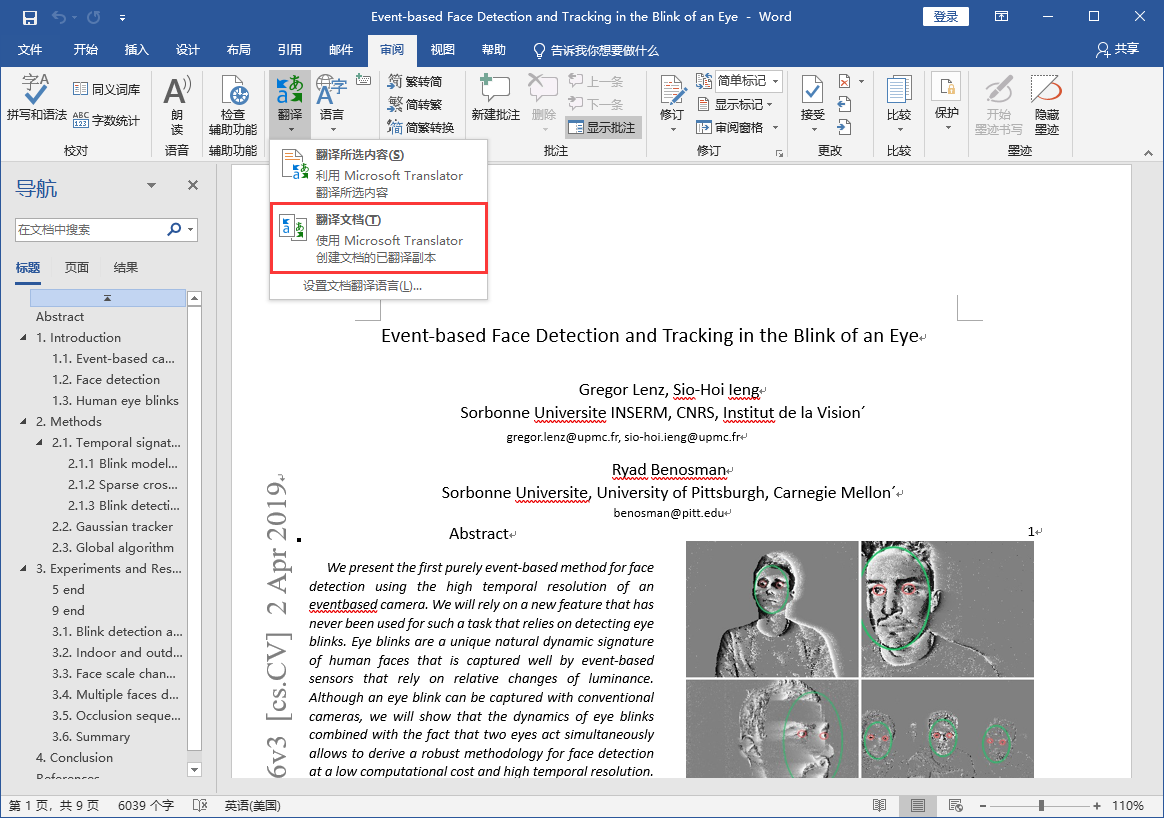 Event-based Face Detection and Tracking in the Blink of an Eye - Word
登录
文件 开始 插入 设计 布局 引用 邮件 审阅 视图 帮助 告诉我你想要做什么 共享
拼写和语法
同义词库
字数统计
校对
朗读
语音
检查
辅助功能
辅助功能
翻译
语言
繁转简
简转繁
简繁转换
新建批注
删除
上一条
下一条
显示批注
批注
修订
简单标记
显示标记
审阅窗格
修订
接受
更改
比较
比较
保护
开始
墨迹书写
隐藏
墨迹
墨迹
翻译所选内容(S)
利用 Microsoft Translator
翻译所选内容
翻译文档(T)
使用 Microsoft Translator
创建文档的已翻译副本
设置文档翻译语言(L)...
导航
在文档中搜索
标题 页面 结果
Abstract
1. Introduction
1.1. Event-based ca...
1.2. Face detection
1.3. Human eye blinks
2. Methods
2.1. Temporal signat...
2.1.1 Blink model...
2.1.2 Sparse cros...
2.1.3 Blink detecti...
2.2. Gaussian tracker
2.3. Global algorithm
3. Experiments and Res...
5 end
9 end
3.1. Blink detection a...
3.2. Indoor and outd...
3.3. Face scale chan...
3.4. Multiple faces d...
3.5. Occlusion seque...
3.6. Summary
4. Conclusion
References
Event-based Face Detection and Tracking in the Blink of an Eye
Gregor Lenz, Sio-Hoi Ieng
Sorbonne Universite INSERM, CNRS, Institut de la Vision´
gregor.lenz@upmc.fr, sio-hoi.ieng@upmc.fr
Ryad Benosman
Sorbonne Universite, University of Pittsburgh, Carnegie Mellon´
benosman@pitt.edu
6v3 [cs.CV] 2 Apr 2019
Abstract
1
We present the first purely event-based method for face
detection using the high temporal resolution of an
eventbased camera. We will rely on a new feature that has
never been used for such a task that relies on detecting eye
blinks. Eye blinks are a unique natural dynamic signature
of human faces that is captured well by event-based
sensors that rely on relative changes of luminance.
Although an eye blink can be captured with conventional
cameras, we will show that the dynamics of eye blinks
combined with the fact that two eyes act simultaneously
allows to derive a robust methodology for face detection
at a low computational cost and high temporal resolution.
第 1 页，共 9 页 6039 个字 英语(美国) 110%